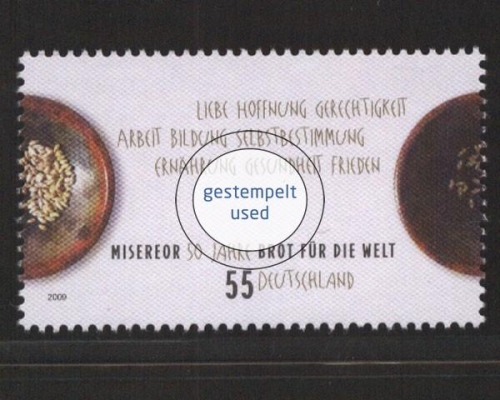 LIEBE HOFFNUNG GERECHTIGKEIT
ARBEIT BILDUNG SELBSTBESTIMMUNG
ERNÄHRUNG GESUNDHEIT FRIEDEN
gestempelt
used
MISEREOR 50 JAHRE BROT FÜR DIE WELT
55 DEUTSCHLAND
2009